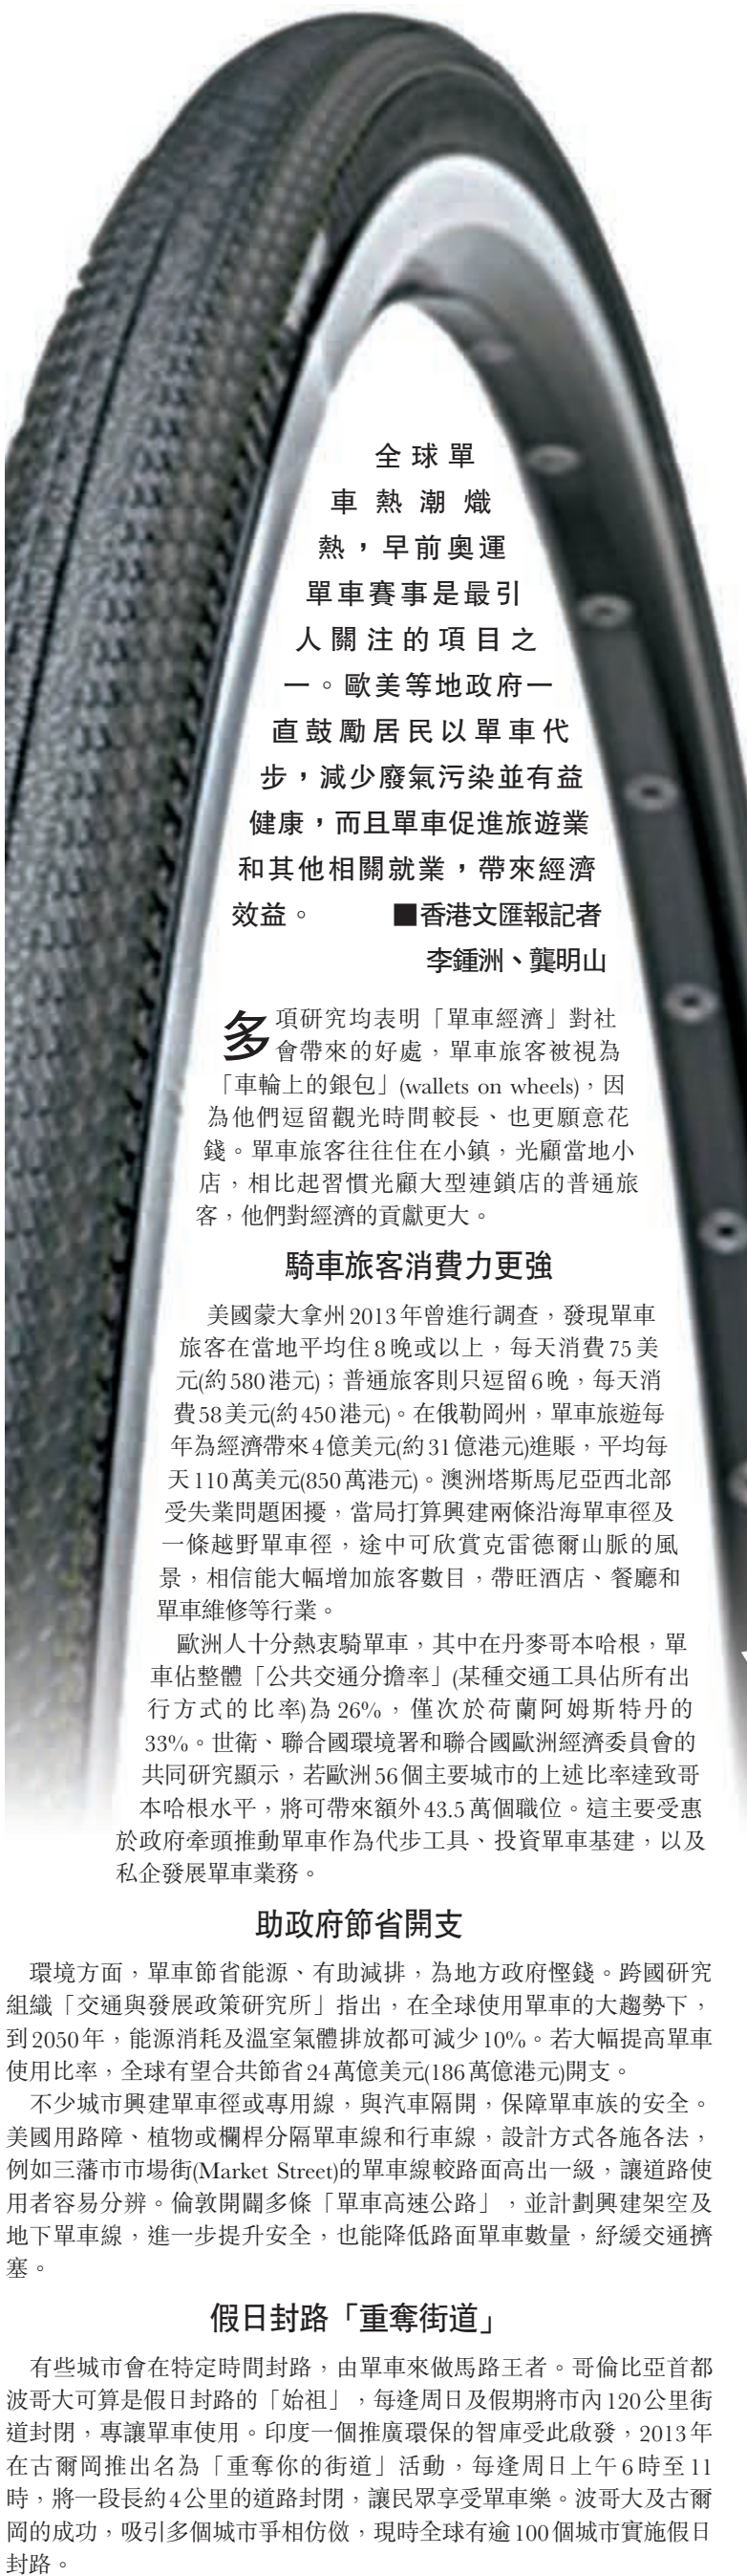 全球單
車熱潮熾
熱，早前奧運
單車賽事是最引
人關注的項目之
一。歐美等地政府一
直鼓勵居民以單車代
步，減少廢氣污染並有益
健康，而且單車促進旅遊業
和其他相關就業，帶來經濟
效益。 ■香港文匯報記者
李鍾洲、龔明山
多項研究均表明「單車經濟」對社
會帶來的好處，單車旅客被視為
「車輪上的銀包」(wallets on wheels)，因
為他們逗留觀光時間較長、也更願意花
錢。單車旅客往往住在小鎮，光顧當地小
店，相比起習慣光顧大型連鎖店的普通旅
客，他們對經濟的貢獻更大。
騎車旅客消費力更強
美國蒙大拿州2013年曾進行調查，發現單車
旅客在當地平均住8晚或以上，每天消費75美
元(約580港元)；普通旅客則只逗留6晚，每天消
費58美元(約450港元)。在俄勒岡州，單車旅遊每
年為經濟帶來4億美元(約31億港元)進賬，平均每
天110萬美元(850萬港元)。澳洲塔斯馬尼亞西北部
受失業問題困擾，當局打算興建兩條沿海單車徑及
一條越野單車徑，途中可欣賞克雷德爾山脈的風
景，相信能大幅增加旅客數目，帶旺酒店、餐廳和
單車維修等行業。
歐洲人十分熱衷騎單車，其中在丹麥哥本哈根，單
車佔整體「公共交通分擔率」(某種交通工具佔所有出
行方式的比率)為26%，僅次於荷蘭阿姆斯特丹的
33%。世衛、聯合國環境署和聯合國歐洲經濟委員會的
共同研究顯示，若歐洲56個主要城市的上述比率達致哥
本哈根水平，將可帶來額外43.5萬個職位。這主要受惠
於政府牽頭推動單車作為代步工具、投資單車基建，以及
私企發展單車業務。
助政府節省開支
環境方面，單車節省能源、有助減排，為地方政府慳錢。跨國研究
組織「交通與發展政策研究所」指出，在全球使用單車的大趨勢下，
到2050年，能源消耗及溫室氣體排放都可減少10%。若大幅提高單車
使用比率，全球有望合共節省24萬億美元(186萬億港元)開支。
不少城市興建單車徑或專用線，與汽車隔開，保障單車族的安全。
美國用路障、植物或欄桿分隔單車線和行車線，設計方式各施各法，
例如三藩市市場街(Market Street)的單車線較路面高出一級，讓道路使
用者容易分辨。倫敦開闢多條「單車高速公路」，並計劃興建架空及
地下單車線，進一步提升安全，也能降低路面單車數量，紓緩交通擠
塞。
假日封路「重奪街道」
有些城市會在特定時間封路，由單車來做馬路王者。哥倫比亞首都
波哥大可算是假日封路的「始祖」，每逢周日及假期將市內120公里街
道封閉，專讓單車使用。印度一個推廣環保的智庫受此啟發，2013年
在古爾岡推出名為「重奪你的街道」活動，每逢周日上午6時至11
時，將一段長約4公里的道路封閉，讓民眾享受單車樂。波哥大及古爾
岡的成功，吸引多個城市爭相仿傚，現時全球有逾100個城市實施假日
封路。